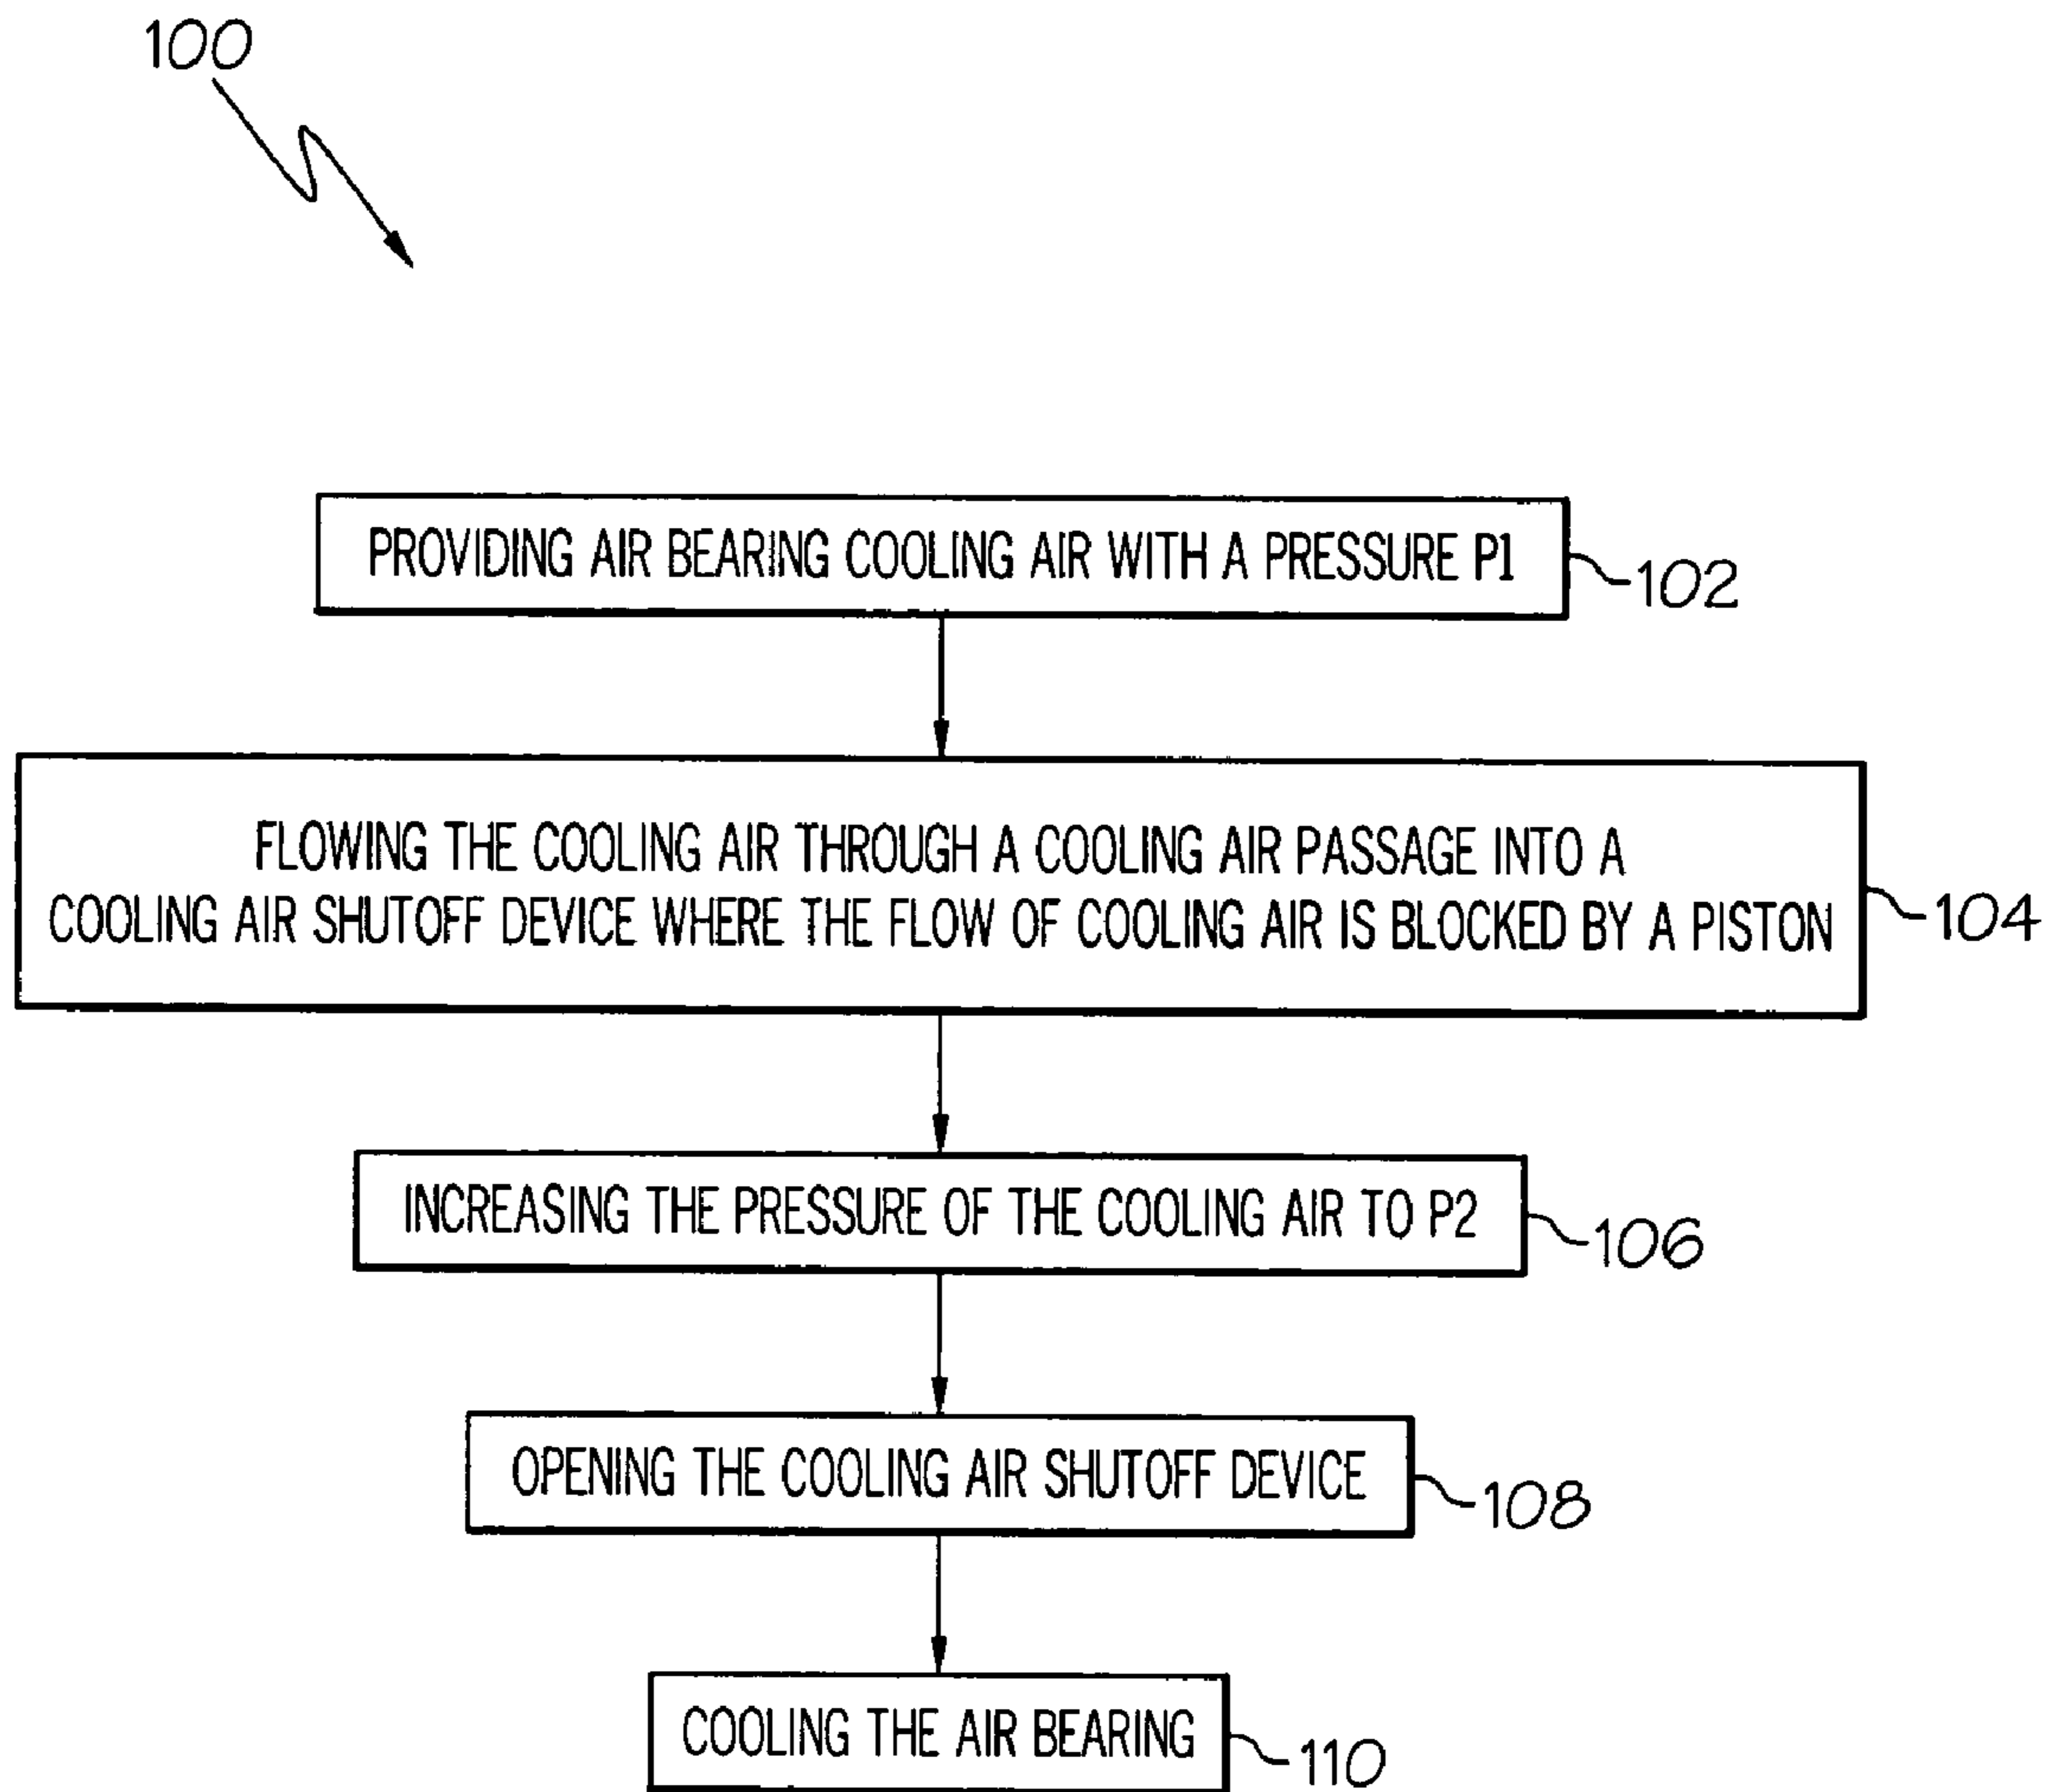 100
PROVIDING AIR BEARING COOLING AIR WITH A PRESSURE P1
102
FLOWING THE COOLING AIR THROUGH A COOLING AIR PASSAGE INTO A
COOLING AIR SHUTOFF DEVICE WHERE THE FLOW OF COOLING AIR IS BLOCKED BY A PISTON
104
INCREASING THE PRESSURE OF THE COOLING AIR TO P2
106
OPENING THE COOLING AIR SHUTOFF DEVICE
108
COOLING THE AIR BEARING
110